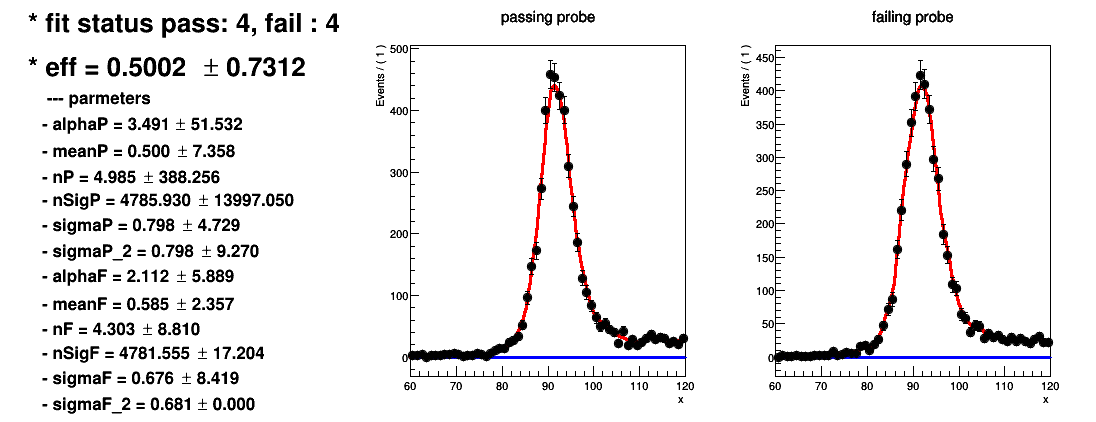 * fit status pass: 4, fail : 4
* eff = 0.5002 ± 0.7312
--- parmeters
- alphaP = 3.491 ± 51.532
- meanP = 0.500 ± 7.358
- nP = 4.985 ± 388.256
- nSigP = 4785.930 ± 13997.050
- sigmaP = 0.798 ± 4.729
- sigmaP_2 = 0.798 ± 9.270
- alphaF = 2.112 ± 5.889
- meanF = 0.585 ± 2.357
- nF = 4.303 ± 8.810
- nSigF = 4781.555 ± 17.204
- sigmaF = 0.676 ± 8.419
- sigmaF_2 = 0.681 ± 0.000
passing probe
Events / ( 1 )
500
400
300
200
100
0
60 70 80 90 100 110 120
x
failing probe
Events / ( 1 )
450
400
350
300
250
200
150
100
50
0
60 70 80 90 100 110 120
x